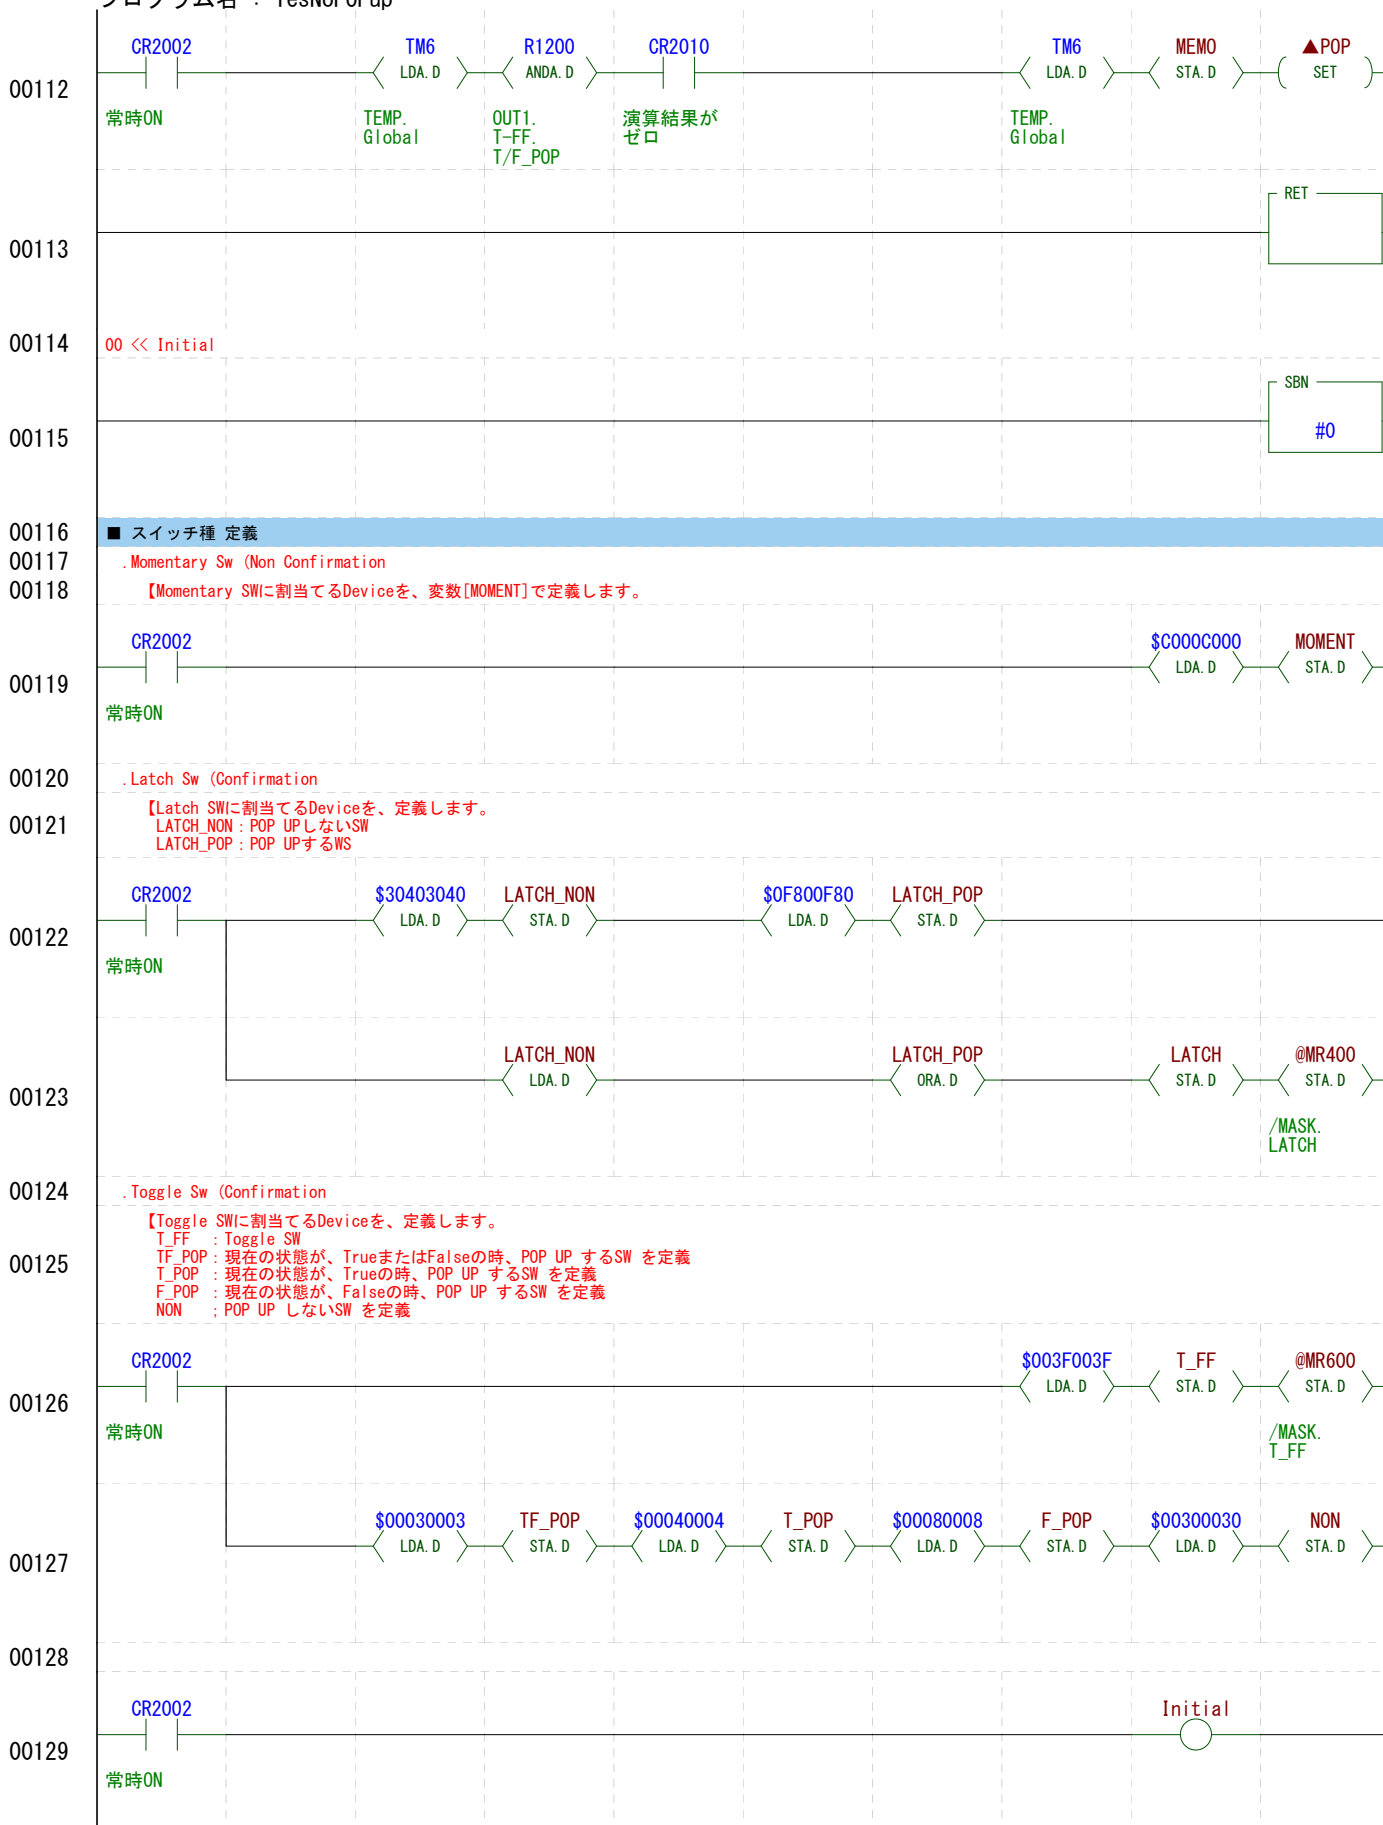 プログラム名 : YesNoPopup
CR2002 TM6 R1200 CR2010 TM6 MEMO ▲POP
00112 LDA.D ANDA.D LDA.D STA.D SET
常時ON TEMP. OUT1. 演算結果が TEMP.
Global T-FF. ゼロ Global
T/F_POP
RET
00113
00114 00 << Initial
SBN
00115 #0
00116 ■ スイッチ種 定義
00117 .Momentary Sw (Non Confirmation
00118 【Momentary SWに割当てるDeviceを、変数[MOMENT]で定義します。
CR2002 $C000C000 MOMENT
00119 LDA.D STA.D
常時ON
00120 .Latch Sw (Confirmation
00121 【Latch SWに割当てるDeviceを、定義します。
LATCH_NON：POP UPしないSW
LATCH_POP：POP UPするWS
CR2002 $30403040 LATCH_NON $0F800F80 LATCH_POP
00122 LDA.D STA.D LDA.D STA.D
常時ON
LATCH_NON LATCH_POP LATCH @MR400
00123 LDA.D ORA.D STA.D STA.D
/MASK.
LATCH
00124 .Toggle Sw (Confirmation
00125 【Toggle SWに割当てるDeviceを、定義します。
T_FF ：Toggle SW
TF_POP：現在の状態が、TrueまたはFalseの時、POP UP するSW を定義
T_POP ：現在の状態が、Trueの時、POP UP するSW を定義
F_POP ：現在の状態が、Falseの時、POP UP するSW を定義
NON ；POP UP しないSW を定義
CR2002 $003F003F T_FF @MR600
00126 LDA.D STA.D STA.D
常時ON /MASK.
T_FF
$00030003 TF_POP $00040004 T_POP $00080008 F_POP $00300030 NON
00127 LDA.D STA.D LDA.D STA.D LDA.D STA.D LDA.D STA.D
00128
CR2002 Initial
00129
常時ON